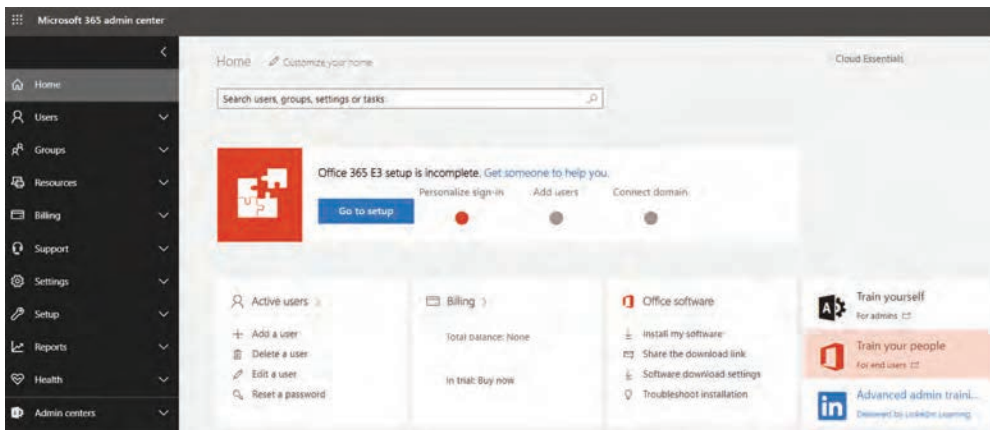 Microsoft 365 admin center
Home
Users
Groups
Resources
Billing
Support
Settings
Setup
Reports
Health
Admin centers
Home
Customize your home
Cloud Essentials
Search users, groups, settings or tasks
Office 365 E3 setup is incomplete. Get someone to help you.
Personalize sign-in
Add users
Connect domain
Go to setup
Active users
Add a user
Delete a user
Edit a user
Reset a password
Billing
Total balance: None
In trial: Buy now
Office software
Install my software
Share the download link
Software download settings
Troubleshoot installation
Train yourself
For admins
Train your people
For end users
in
Advanced admin traini...
Delivered by LinkedIn Learning